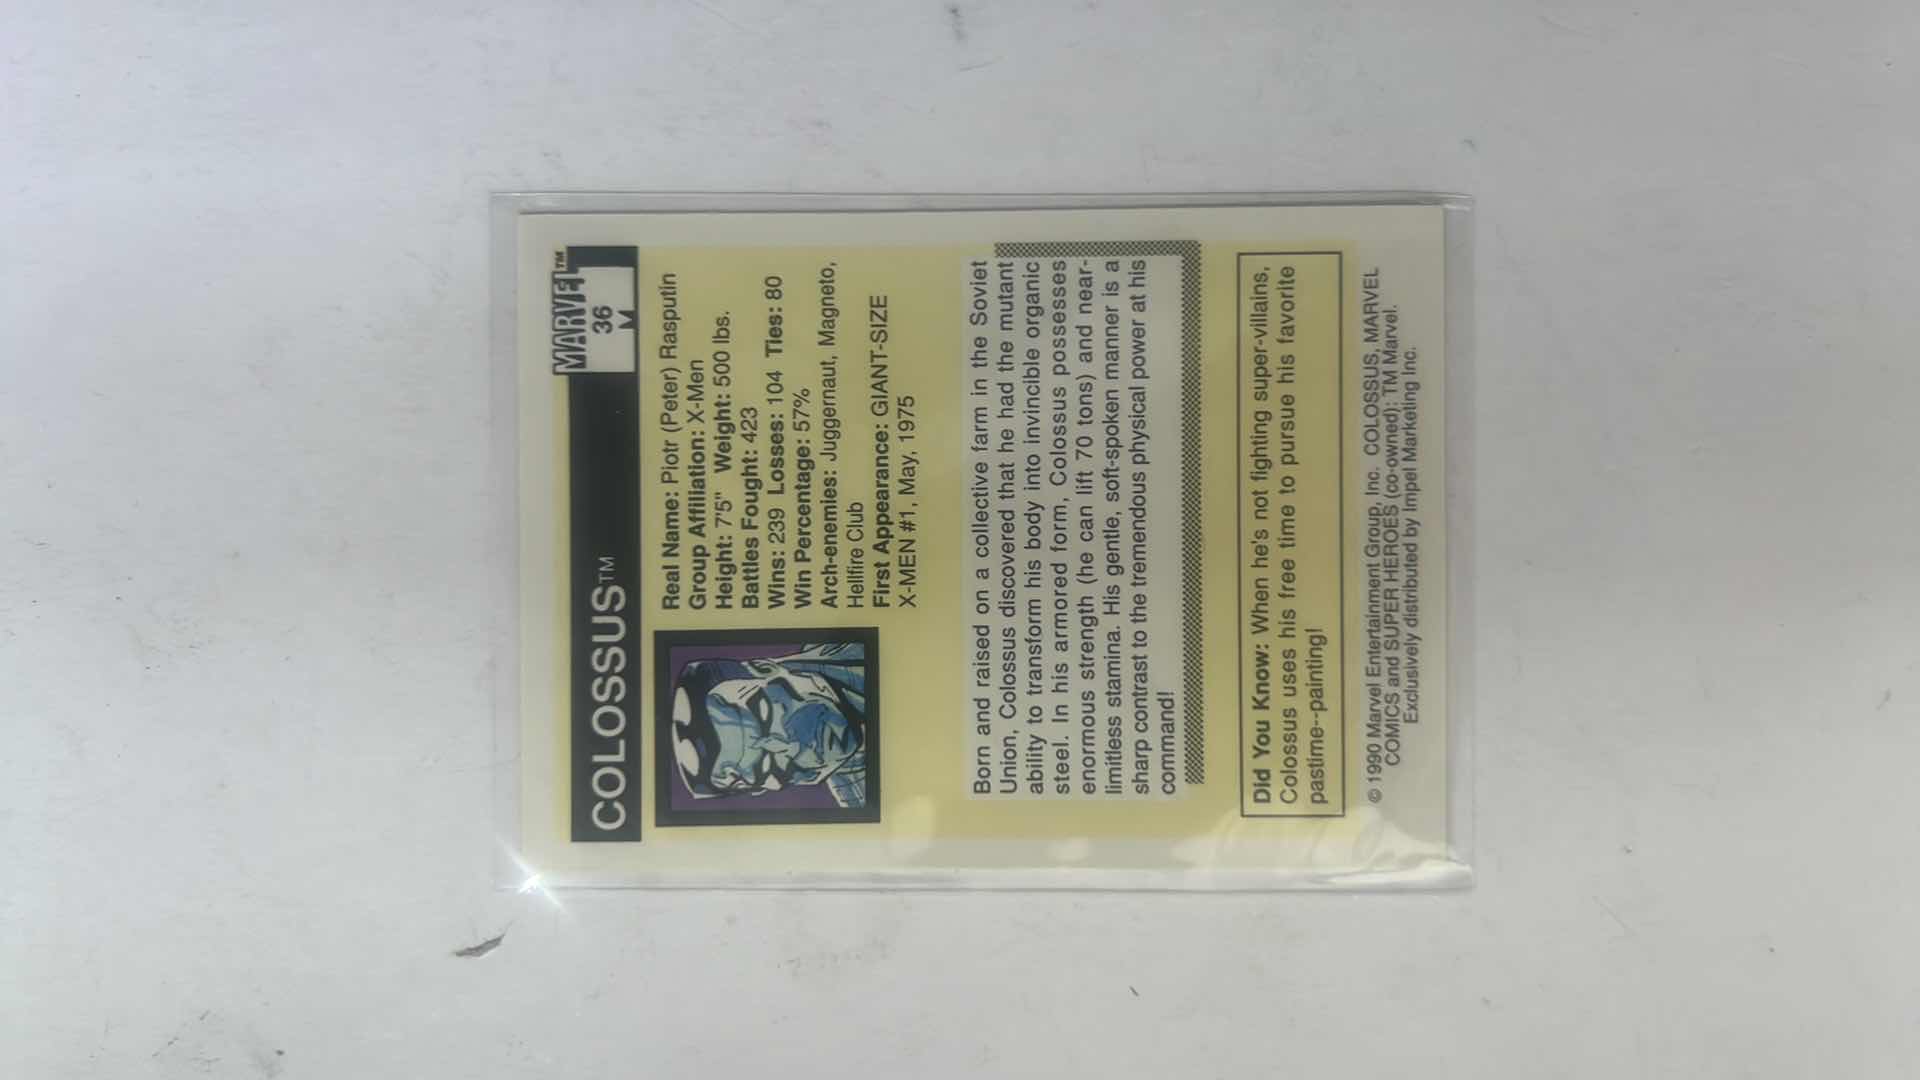 MARVEL™
COLOSSUS™
36
M
Real Name: Piotr (Peter) Rasputin
Group Affiliation: X-Men
Height: 7'5" Weight: 500 lbs.
Battles Fought: 423
Wins: 239 Losses: 104 Ties: 80
Win Percentage: 57%
Arch-enemies: Juggernaut, Magneto,
Hellfire Club
First Appearance: GIANT-SIZE
X-MEN #1, May, 1975
Born and raised on a collective farm in the Soviet
Union, Colossus discovered that he had the mutant
ability to transform his body into invincible organic
steel. In his armored form, Colossus possesses
enormous strength (he can lift 70 tons) and near-
limitless stamina. His gentle, soft-spoken manner is a
sharp contrast to the tremendous physical power at his
command!
Did You Know: When he's not fighting super-villains,
Colossus uses his free time to pursue his favorite
pastime--painting!
© 1990 Marvel Entertainment Group, Inc. COLOSSUS, MARVEL
COMICS and SUPER HEROES (co-owned): TM Marvel.
Exclusively distributed by Impel Marketing Inc.